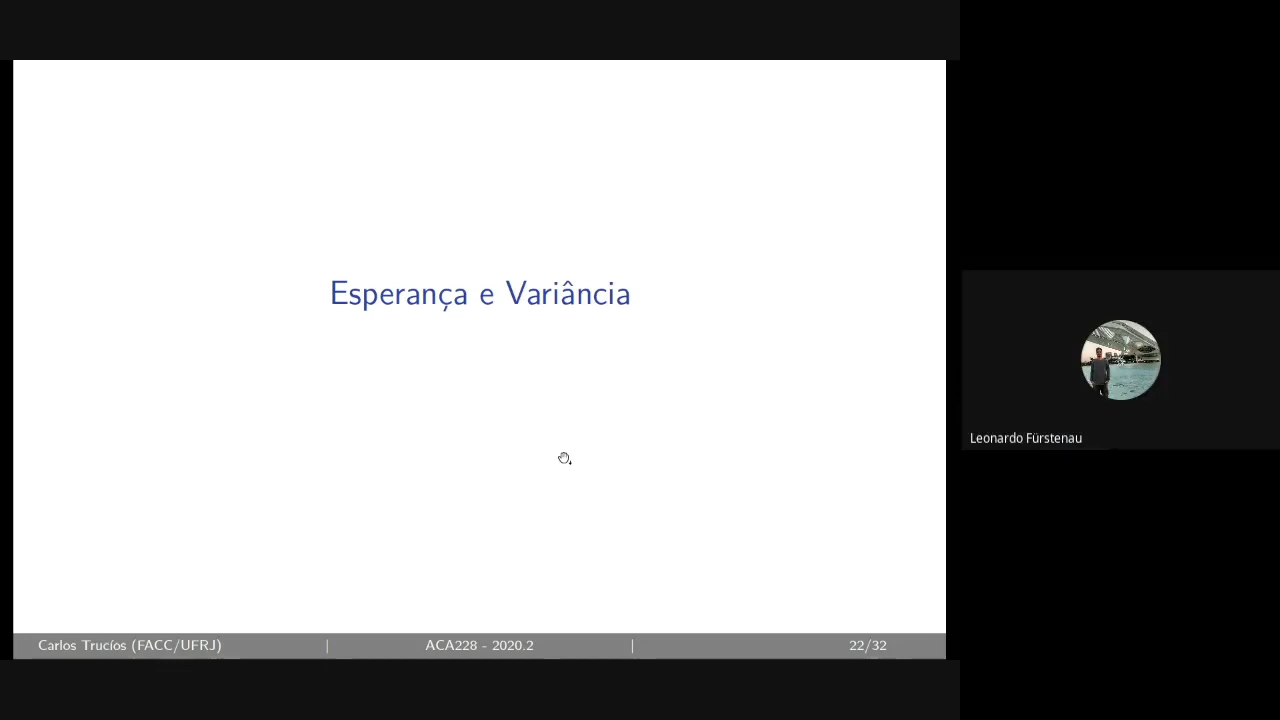 Esperança e Variância
Leonardo Fürstenau
Carlos Trucíos (FACC/UFRJ) | ACA228 - 2020.2 | 22/32